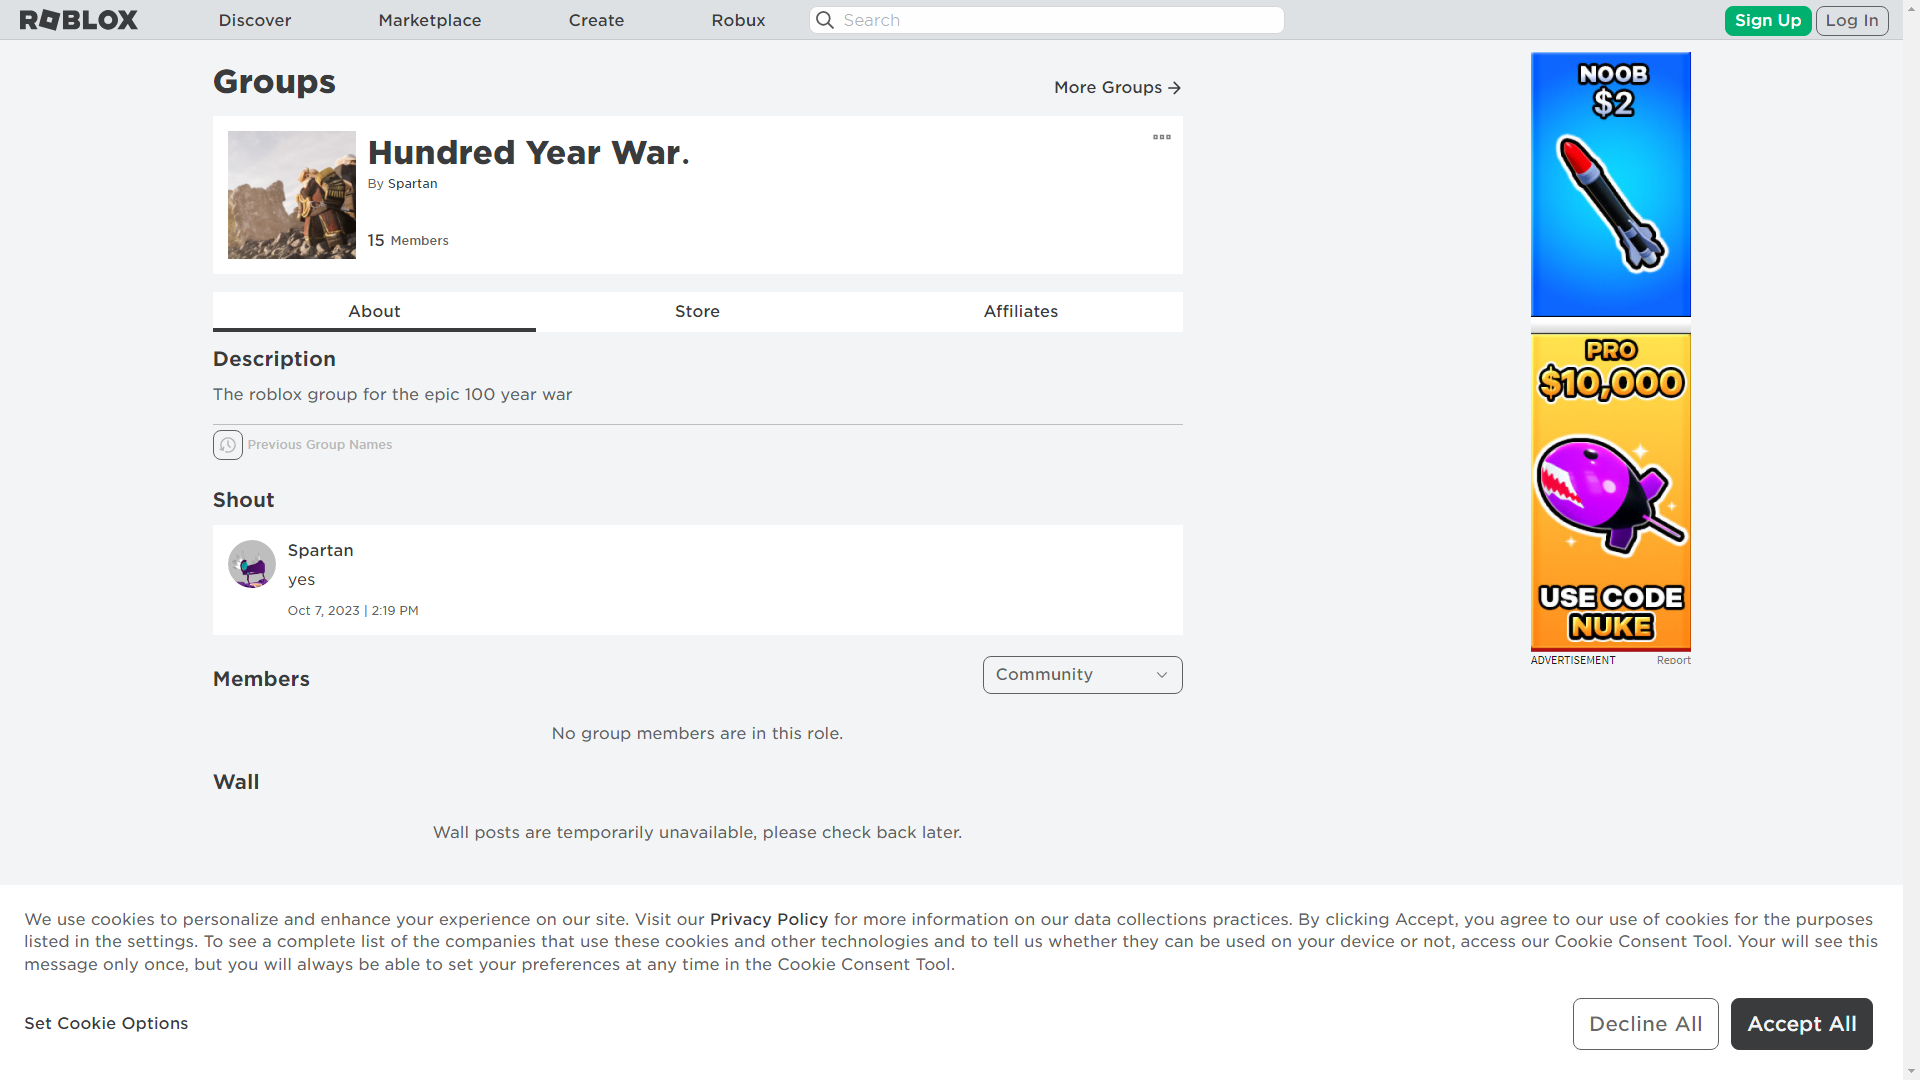 ROBLOX
Discover
Marketplace
Create
Robux
Search
Sign Up
Log In
Groups
More Groups
Hundred Year War.
By Spartan
15 Members
About
Store
Affiliates
Description
The roblox group for the epic 100 year war
Previous Group Names
Shout
Spartan
yes
Oct 7, 2023 | 2:19 PM
Members
Community
No group members are in this role.
Wall
Wall posts are temporarily unavailable, please check back later.
NOOB
$2
PRO
$10,000
USE CODE
NUKE
ADVERTISEMENT
Report
We use cookies to personalize and enhance your experience on our site. Visit our Privacy Policy for more information on our data collections practices. By clicking Accept, you agree to our use of cookies for the purposes
listed in the settings. To see a complete list of the companies that use these cookies and other technologies and to tell us whether they can be used on your device or not, access our Cookie Consent Tool. Your will see this
message only once, but you will always be able to set your preferences at any time in the Cookie Consent Tool.
Set Cookie Options
Decline All
Accept All